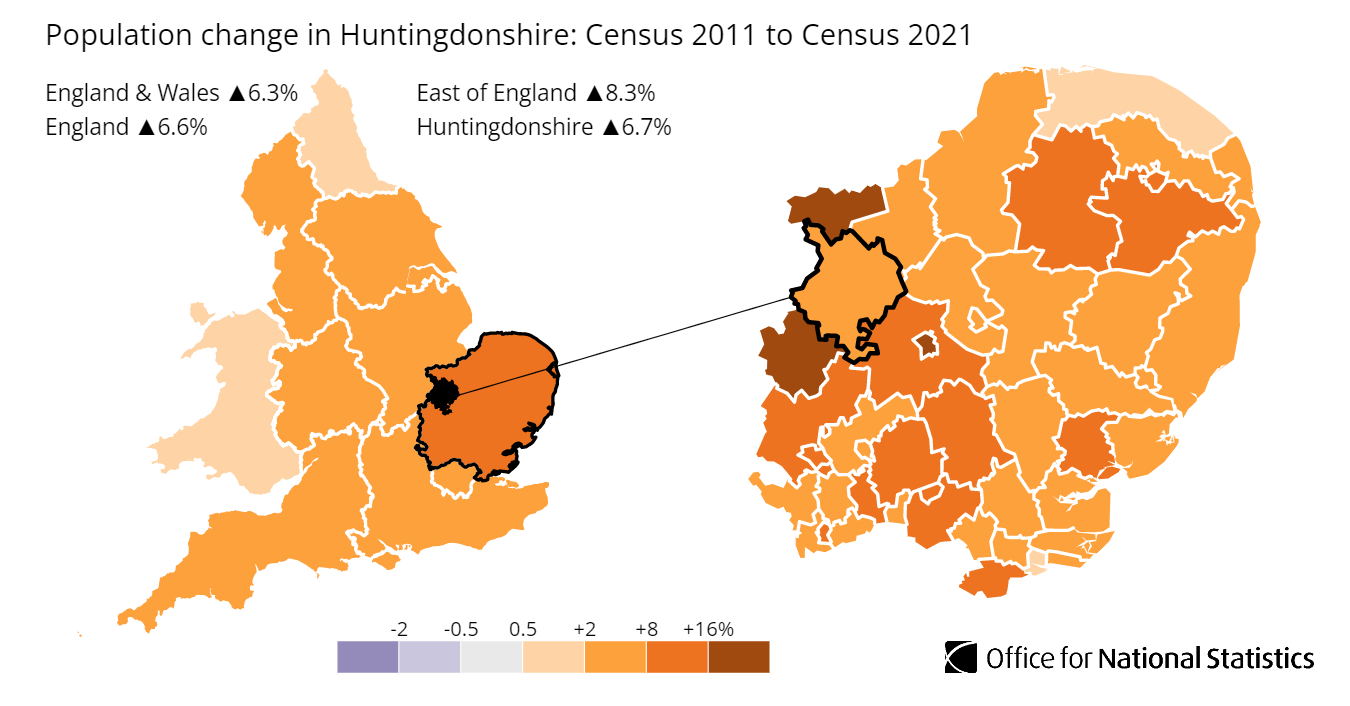 Population change in Huntingdonshire: Census 2011 to Census 2021
England & Wales ▲6.3%
East of England ▲8.3%
England ▲6.6%
Huntingdonshire ▲6.7%
-2 -0.5 0.5 +2 +8 +16%
Office for National Statistics